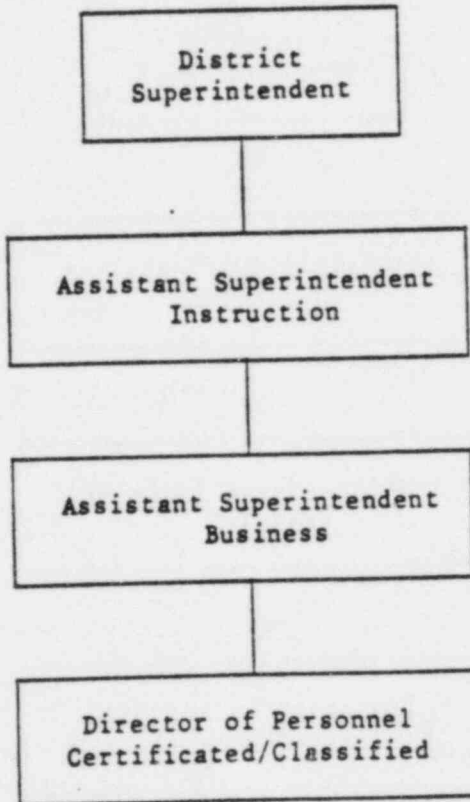 District
Superintendent
Assistant Superintendent
Instruction
Assistant Superintendent
Business
Director of Personnel
Certificated/Classified